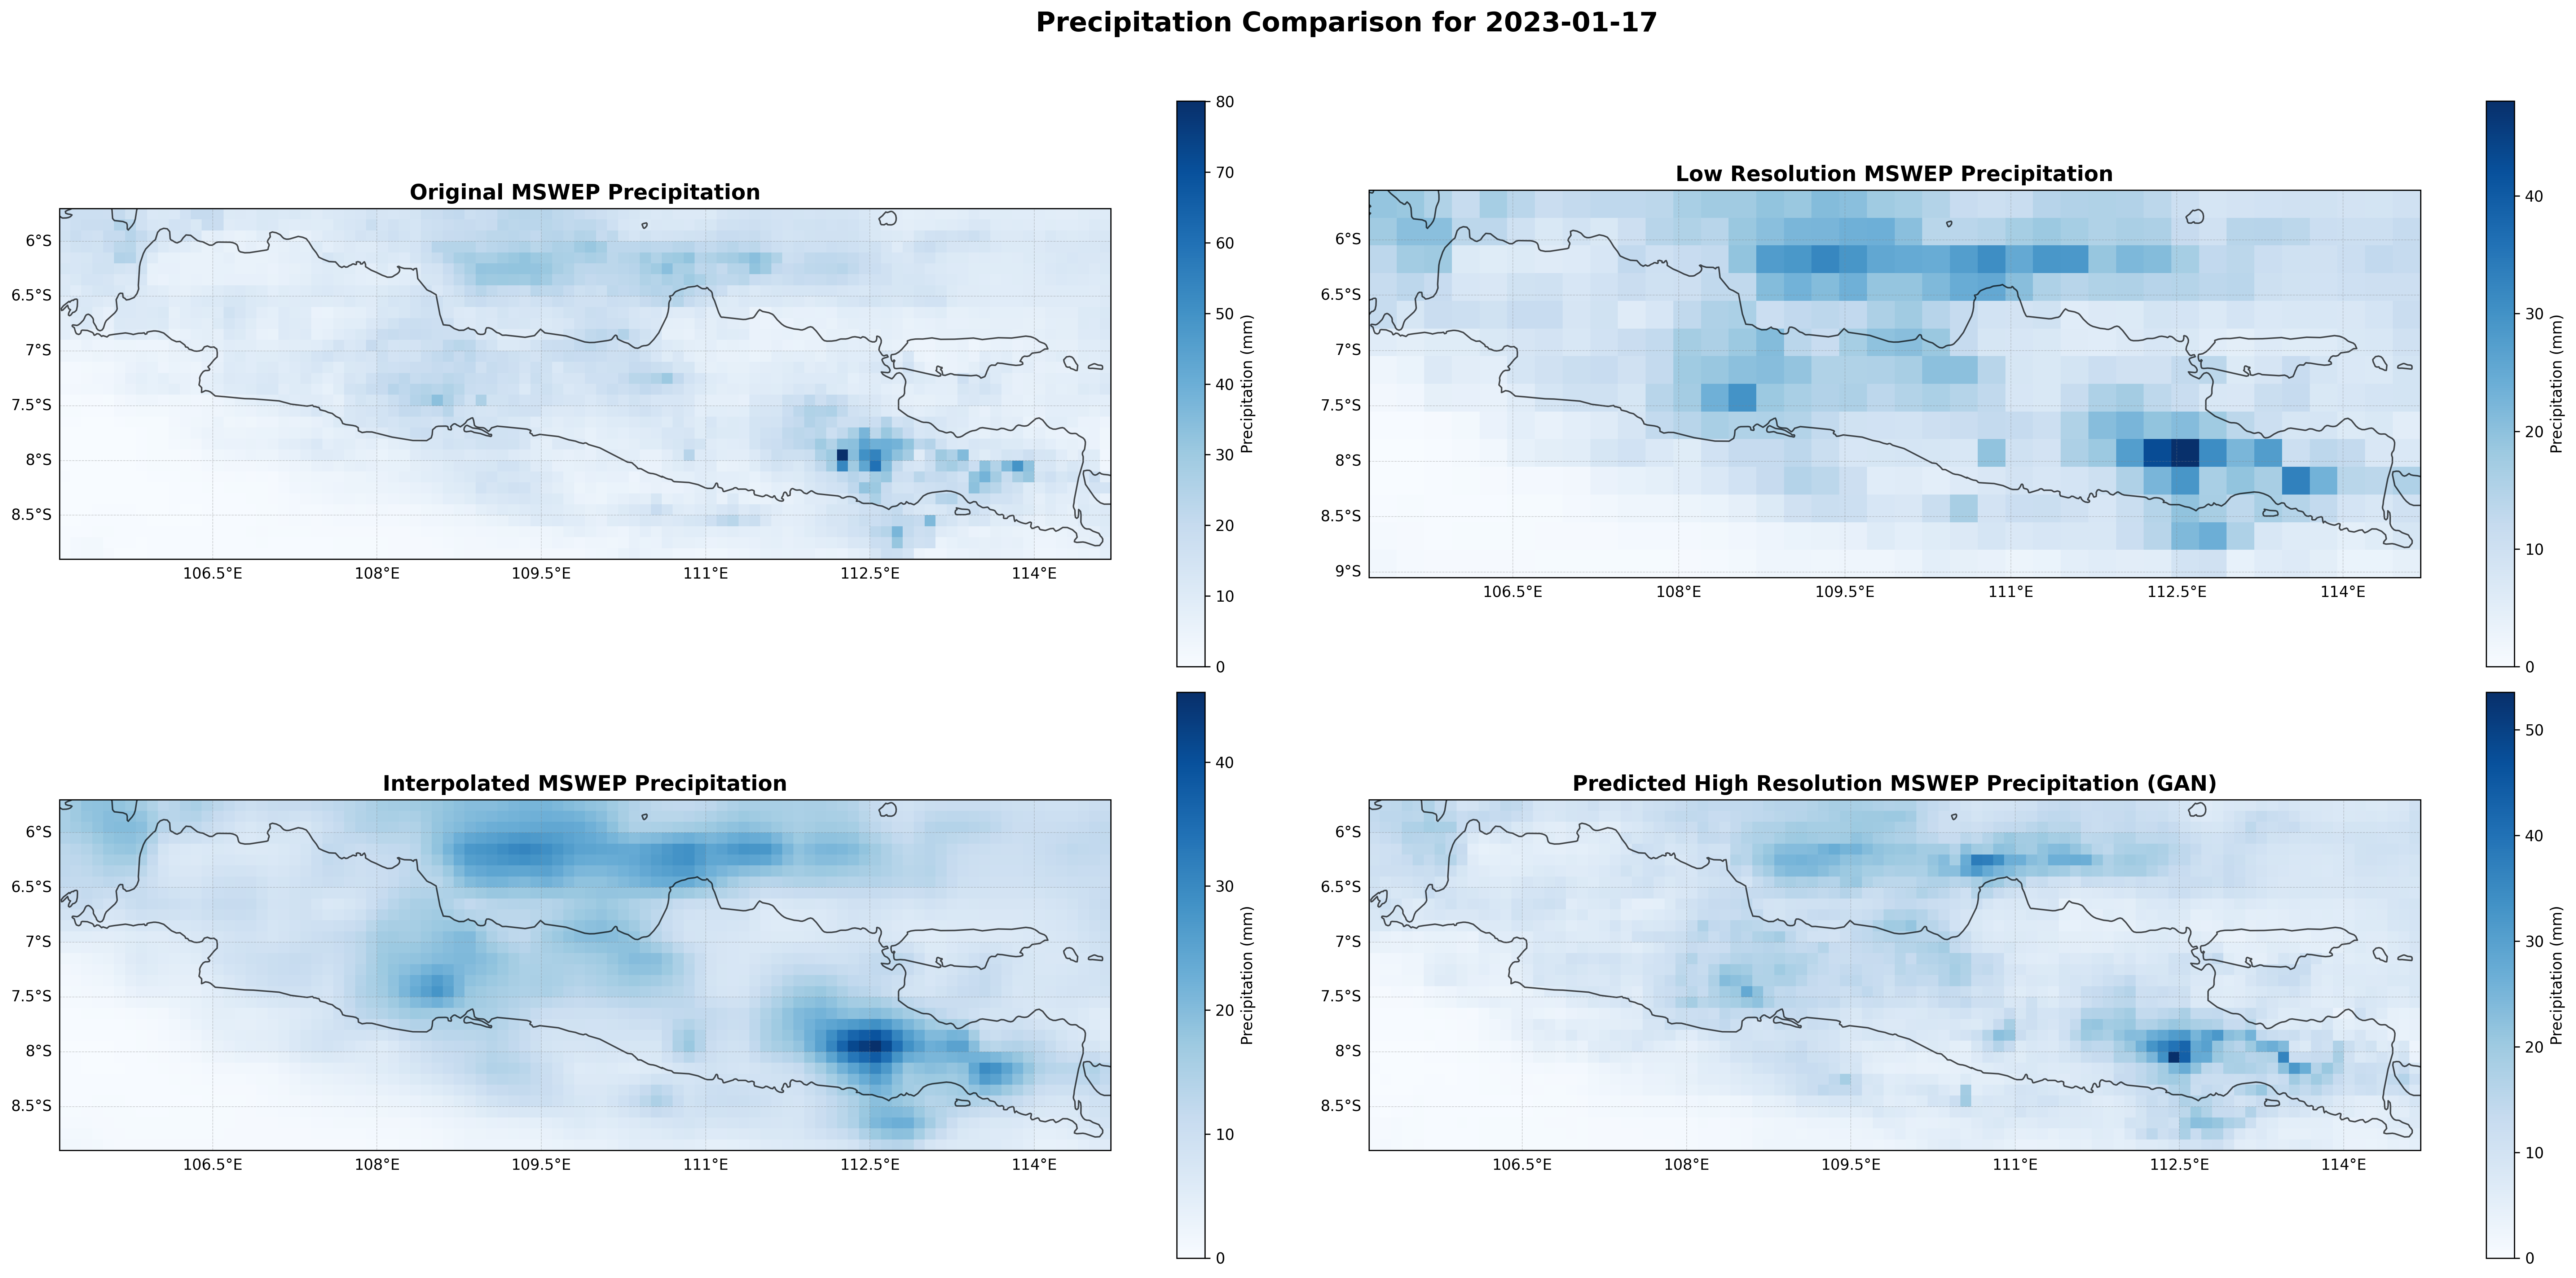 Precipitation Comparison for 2023-01-17
Original MSWEP Precipitation
6°S
6.5°S
7°S
7.5°S
8°S
8.5°S
106.5°E 108°E 109.5°E 111°E 112.5°E 114°E
80
70
60
50
40
30
20
10
0
Precipitation (mm)
Low Resolution MSWEP Precipitation
6°S
6.5°S
7°S
7.5°S
8°S
8.5°S
9°S
106.5°E 108°E 109.5°E 111°E 112.5°E 114°E
40
30
20
10
0
Precipitation (mm)
Interpolated MSWEP Precipitation
6°S
6.5°S
7°S
7.5°S
8°S
8.5°S
106.5°E 108°E 109.5°E 111°E 112.5°E 114°E
40
30
20
10
0
Precipitation (mm)
Predicted High Resolution MSWEP Precipitation (GAN)
6°S
6.5°S
7°S
7.5°S
8°S
8.5°S
106.5°E 108°E 109.5°E 111°E 112.5°E 114°E
50
40
30
20
10
0
Precipitation (mm)